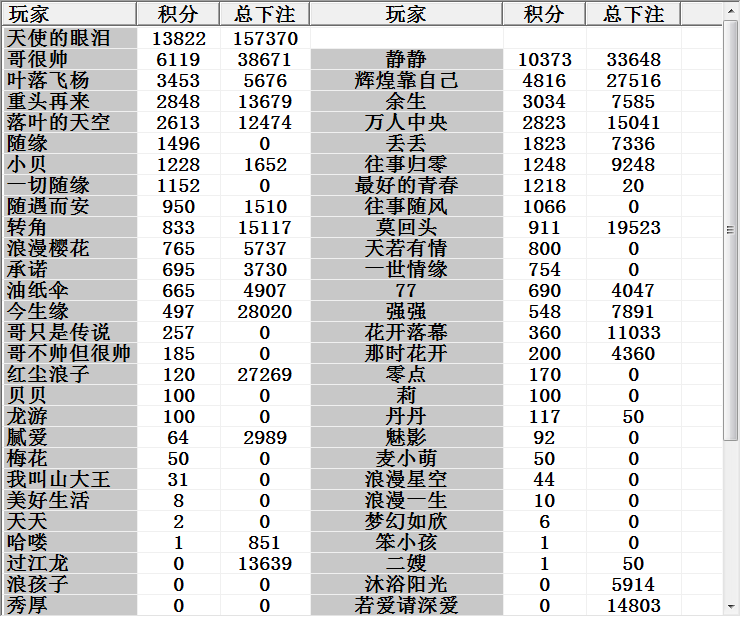 玩家 积分 总下注 玩家 积分 总下注
天使的眼泪 13822 157370
哥很帅 6119 38671 静静 10373 33648
叶落飞杨 3453 5676 辉煌靠自己 4816 27516
重头再来 2848 13679 余生 3034 7585
落叶的天空 2613 12474 万人中央 2823 15041
随缘 1496 0 丢丢 1823 7336
小贝 1228 1652 往事归零 1248 9248
一切随缘 1152 0 最好的青春 1218 20
随遇而安 950 1510 往事随风 1066 0
转角 833 15117 莫回头 911 19523
浪漫樱花 765 5737 天若有情 800 0
承诺 695 3730 一世情缘 754 0
油纸伞 665 4907 77 690 4047
今生缘 497 28020 强强 548 7891
哥只是传说 257 0 花开落幕 360 11033
哥不帅但很帅 185 0 那时花开 200 4360
红尘浪子 120 27269 零点 170 0
贝贝 100 0 莉 100 0
龙游 100 0 丹丹 117 50
腻爱 64 2989 魅影 92 0
梅花 50 0 麦小萌 50 0
我叫山大王 31 0 浪漫星空 44 0
美好生活 8 0 浪漫一生 10 0
天天 2 0 梦幻如欣 6 0
哈喽 1 851 笨小孩 1 0
过江龙 0 13639 二嫂 1 50
浪孩子 0 0 沐浴阳光 0 5914
秀厚 0 0 若爱请深爱 0 14803